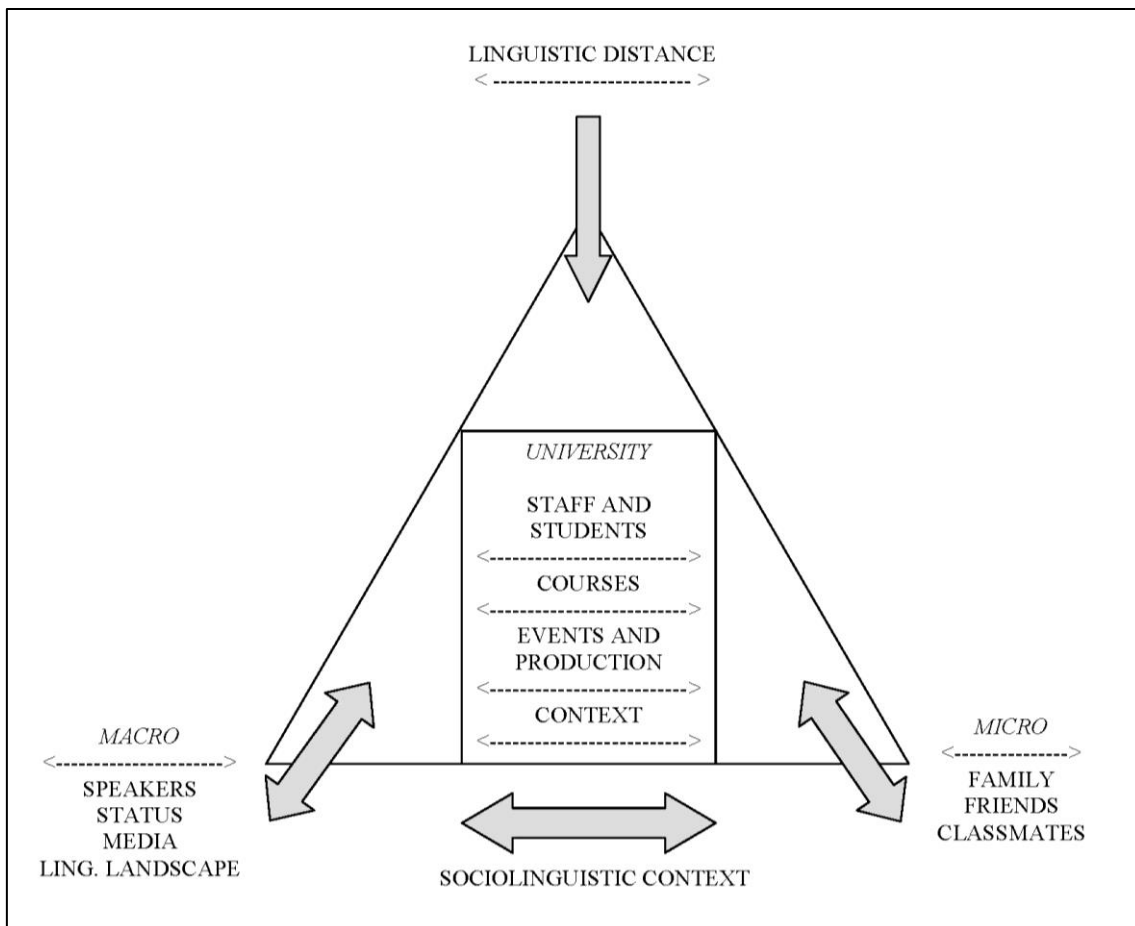 LINGUISTIC DISTANCE
UNIVERSITY
STAFF AND
STUDENTS
COURSES
EVENTS AND
PRODUCTION
CONTEXT
MACRO
SPEAKERS
STATUS
MEDIA
LING. LANDSCAPE
MICRO
FAMILY
FRIENDS
CLASSMATES
SOCIOLINGUISTIC CONTEXT